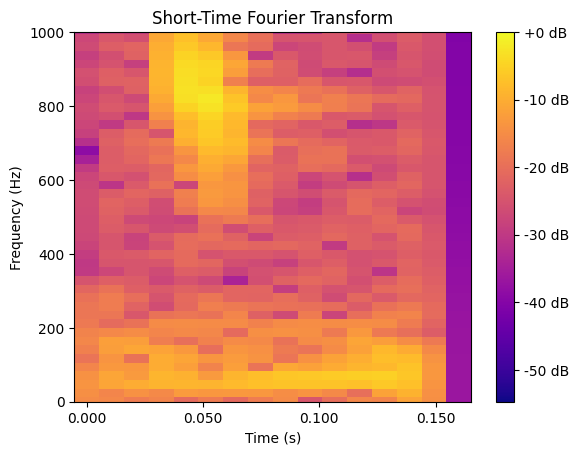 Short-Time Fourier Transform
1000
800
600
400
200
0
Frequency (Hz)
0.000
0.050
0.100
0.150
Time (s)
+0 dB
-10 dB
-20 dB
-30 dB
-40 dB
-50 dB